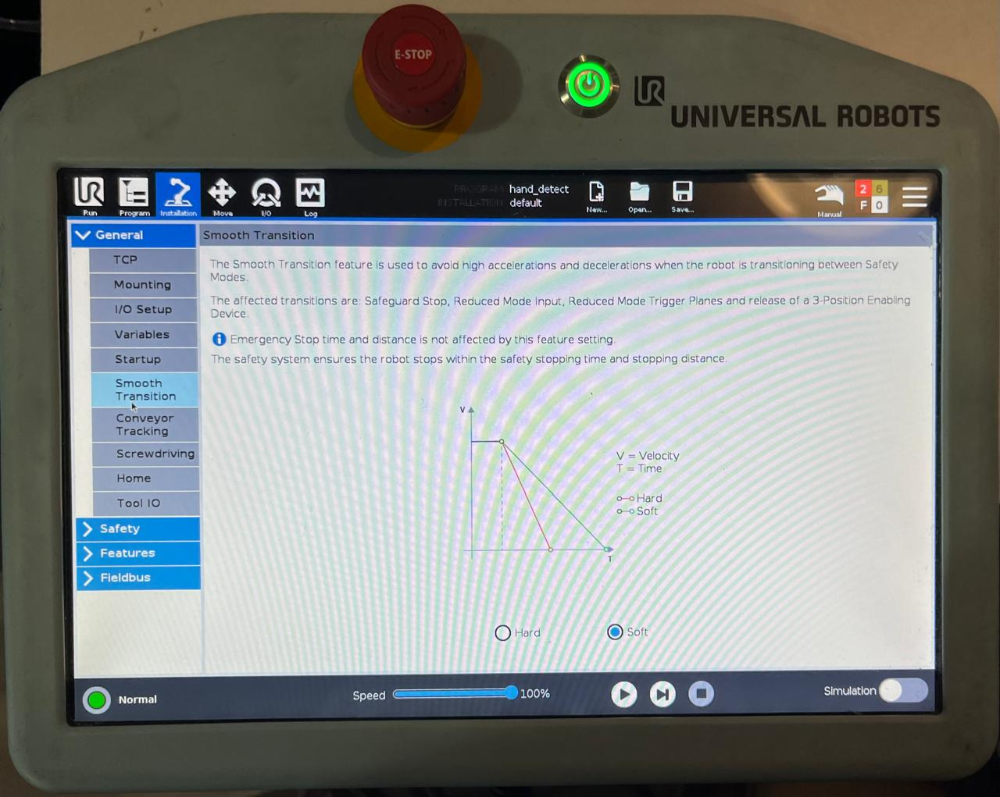 E-STOP
UR
UNIVERSAL ROBOTS
Run
Program
Installation
Move
I/O
Log
PROGRAM hand_detect
INSTALLATION default
New...
Open...
Save...
Manual
2 6
F 0
General
TCP
Mounting
I/O Setup
Variables
Startup
Smooth
Transition
Conveyor
Tracking
Screwdriving
Home
Tool IO
Safety
Features
Fieldbus
Smooth Transition
The Smooth Transition feature is used to avoid high accelerations and decelerations when the robot is transitioning between Safety
Modes.
The affected transitions are: Safeguard Stop, Reduced Mode Input, Reduced Mode Trigger Planes and release of a 3-Position Enabling
Device.
Emergency Stop time and distance is not affected by this feature setting.
The safety system ensures the robot stops within the safety stopping time and stopping distance.
V
T
V = Velocity
T = Time
Hard
Soft
Hard
Soft
Normal
Speed 100%
Simulation